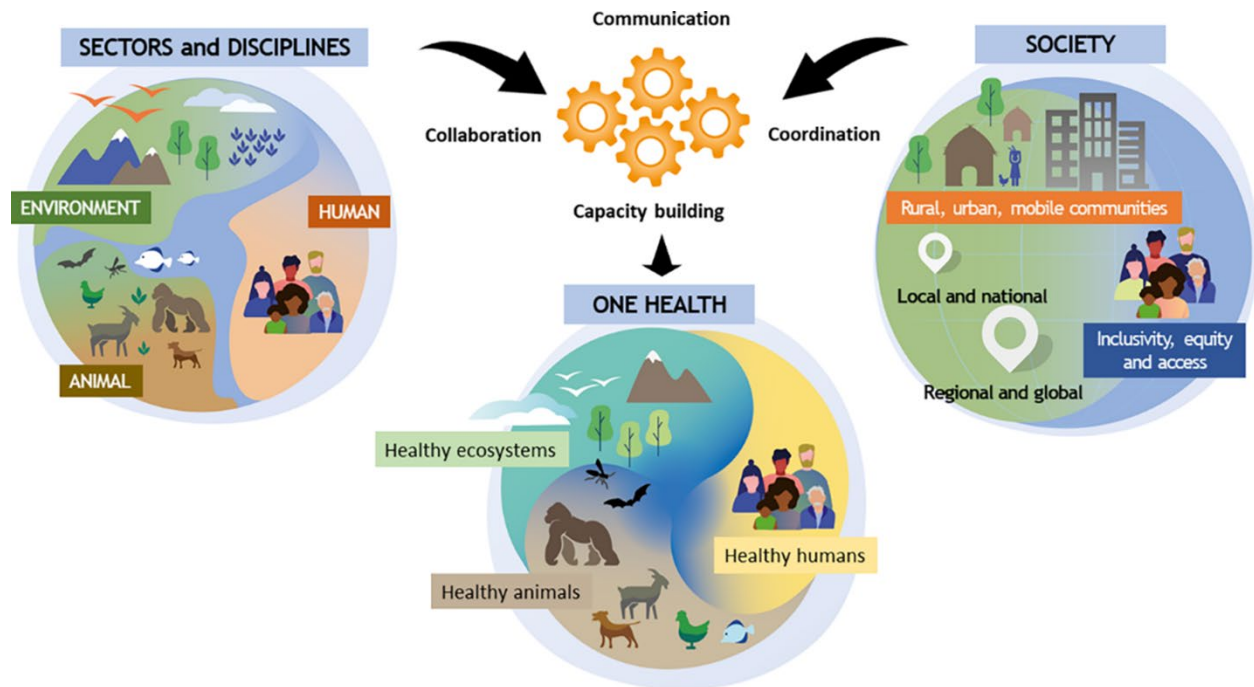 SECTORS and DISCIPLINES
ENVIRONMENT
HUMAN
ANIMAL
Communication
Collaboration
Coordination
Capacity building
SOCIETY
Rural, urban, mobile communities
Local and national
Inclusivity, equity
and access
Regional and global
ONE HEALTH
Healthy ecosystems
Healthy humans
Healthy animals